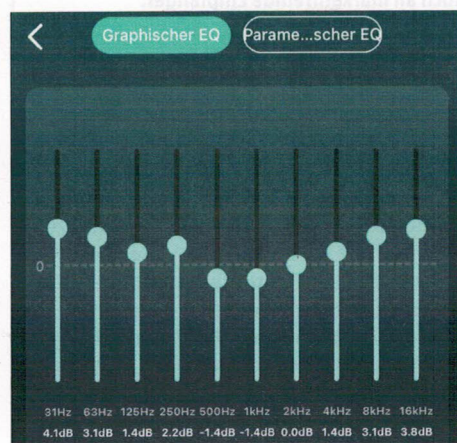 Graphischer EQ Parame...scher EQ
0
31Hz 63Hz 125Hz 250Hz 500Hz 1kHz 2kHz 4kHz 8kHz 16kHz
4.1dB 3.1dB 1.4dB 2.2dB -1.4dB -1.4dB 0.0dB 1.4dB 3.1dB 3.8dB